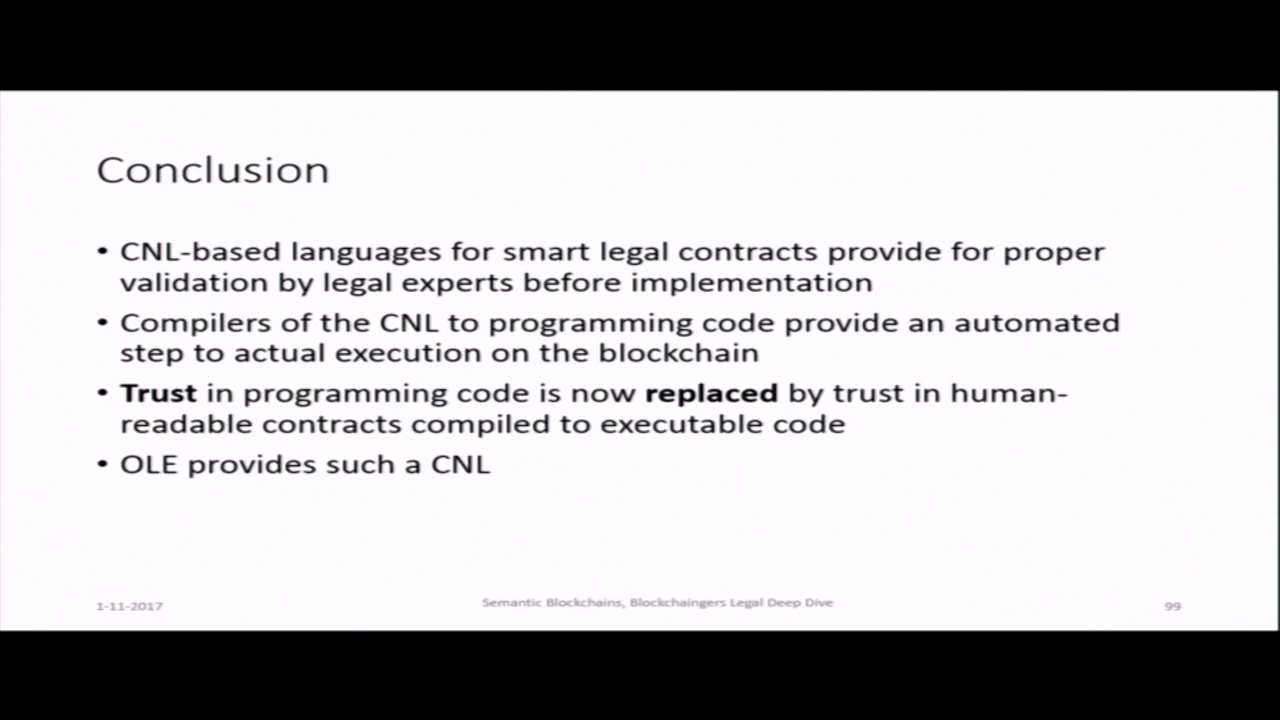 Conclusion
• CNL-based languages for smart legal contracts provide for proper
validation by legal experts before implementation
• Compilers of the CNL to programming code provide an automated
step to actual execution on the blockchain
• Trust in programming code is now replaced by trust in human-
readable contracts compiled to executable code
• OLE provides such a CNL
1-11-2017
Semantic Blockchains, Blockchaingers Legal Deep Dive
99